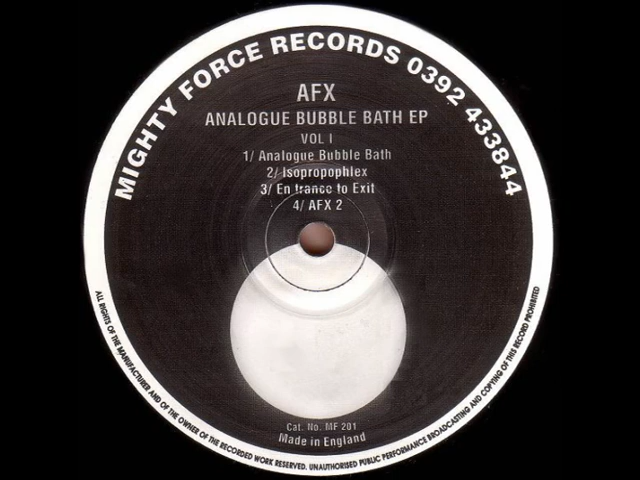 MIGHTY FORCE RECORDS 0392 433844
AFX
ANALOGUE BUBBLE BATH EP
VOL I
1/ Analogue Bubble Bath
2/ Isopropophlex
3/ En trance to Exit
4/ AFX 2
Cat. No. MF 201
Made in England
ALL RIGHTS OF THE MANUFACTURER AND OF THE OWNER OF THE RECORDED WORK RESERVED. UNAUTHORISED PUBLIC PERFORMANCE BROADCASTING AND COPYING OF THIS RECORD PROHIBITED